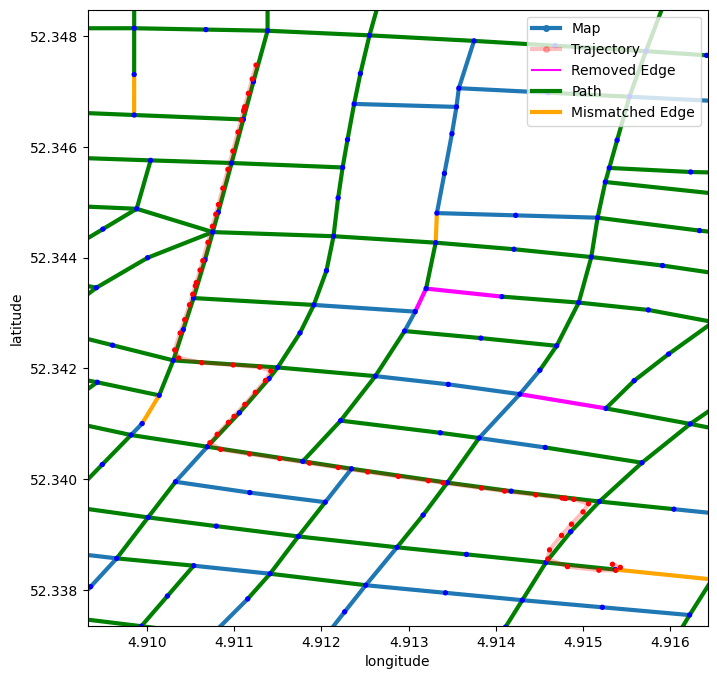 52.348
52.346
52.344
52.342
52.340
52.338
latitude
4.910
4.911
4.912
4.913
4.914
4.915
4.916
longitude
Map
Trajectory
Removed Edge
Path
Mismatched Edge